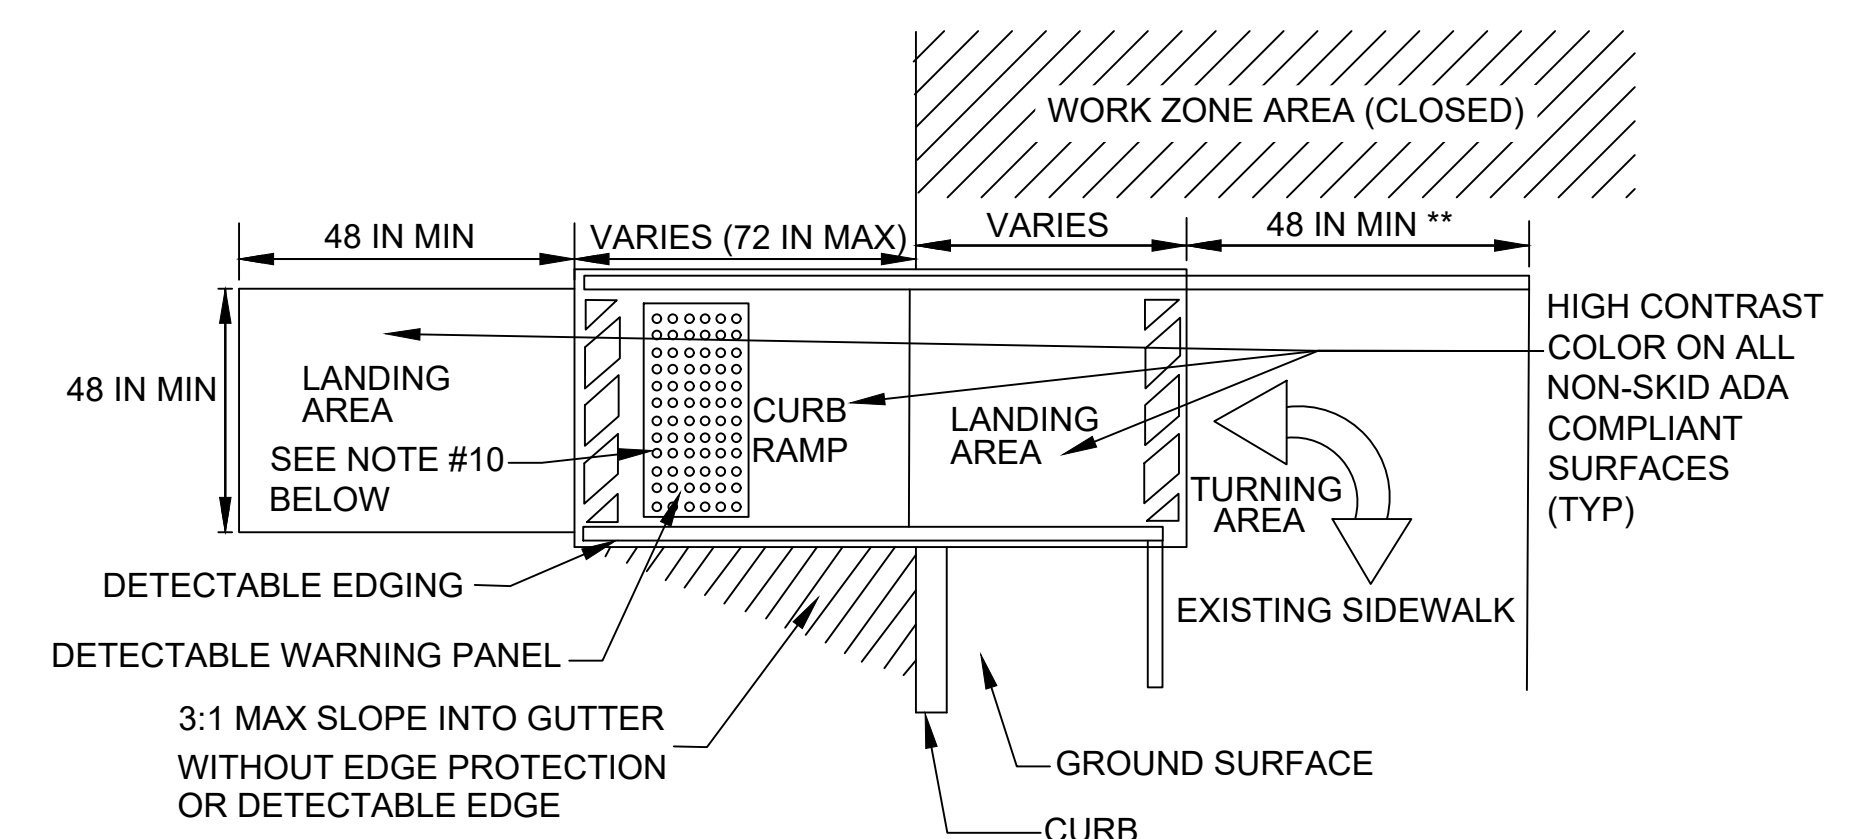 WORK ZONE AREA (CLOSED)
48 IN MIN
VARIES (72 IN MAX)
VARIES
48 IN MIN **
48 IN MIN
LANDING
AREA
SEE NOTE #10
BELOW
CURB
RAMP
LANDING
AREA
TURNING
AREA
EXISTING SIDEWALK
HIGH CONTRAST
COLOR ON ALL
NON-SKID ADA
COMPLIANT
SURFACES
(TYP)
DETECTABLE EDGING
DETECTABLE WARNING PANEL
3:1 MAX SLOPE INTO GUTTER
WITHOUT EDGE PROTECTION
OR DETECTABLE EDGE
GROUND SURFACE
CURB